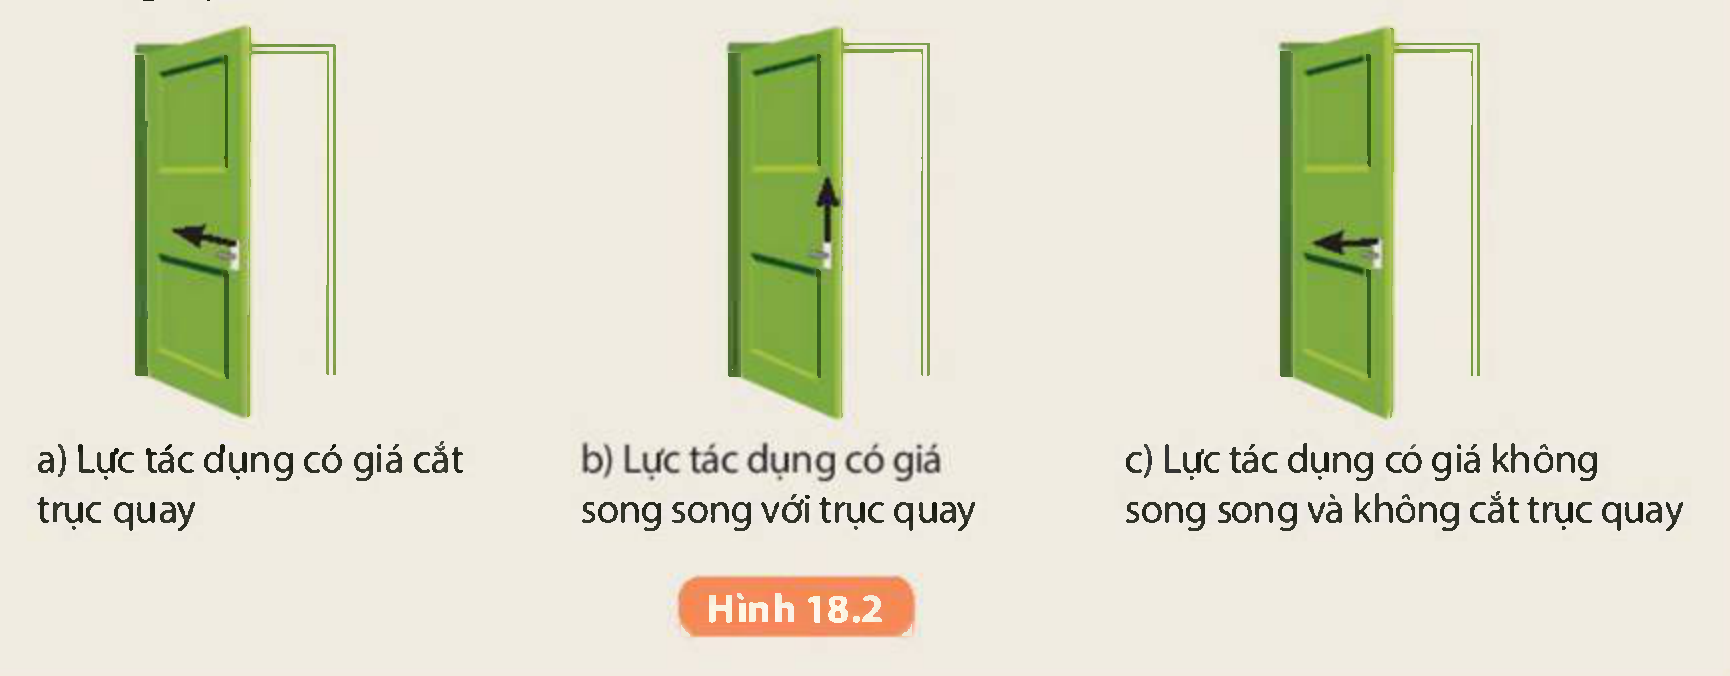 a) Lực tác dụng có giá cắt
trục quay
b) Lực tác dụng có giá
song song với trục quay
c) Lực tác dụng có giá không
song song và không cắt trục quay
Hình 18.2